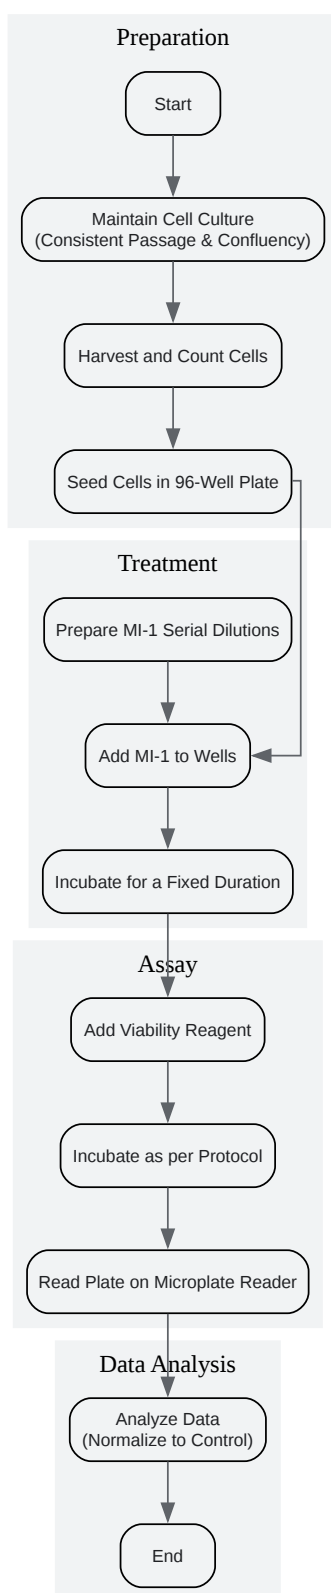 Preparation
Start
Maintain Cell Culture
(Consistent Passage & Confluency)
Harvest and Count Cells
Seed Cells in 96-Well Plate
Treatment
Prepare MI-1 Serial Dilutions
Add MI-1 to Wells
Incubate for a Fixed Duration
Assay
Add Viability Reagent
Incubate as per Protocol
Read Plate on Microplate Reader
Data Analysis
Analyze Data
(Normalize to Control)
End